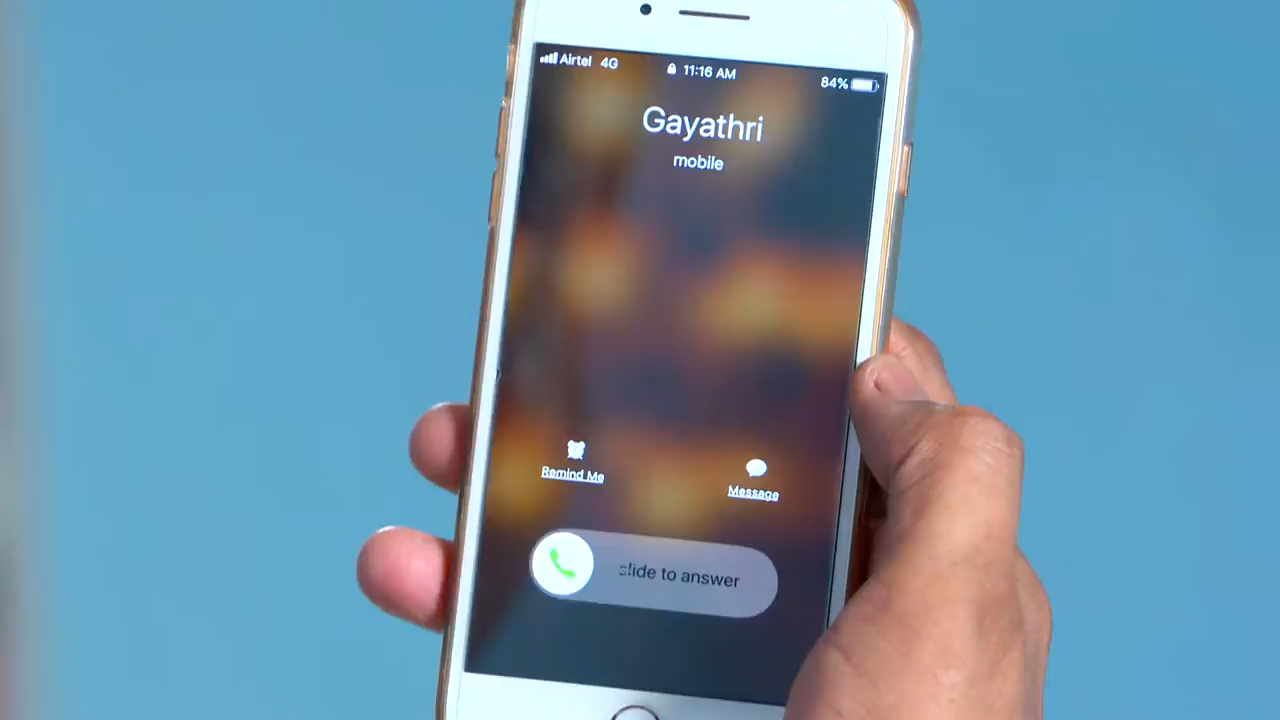 Airtel 4G 11:16 AM 84%
Gayathri
mobile
Remind Me Message
slide to answer